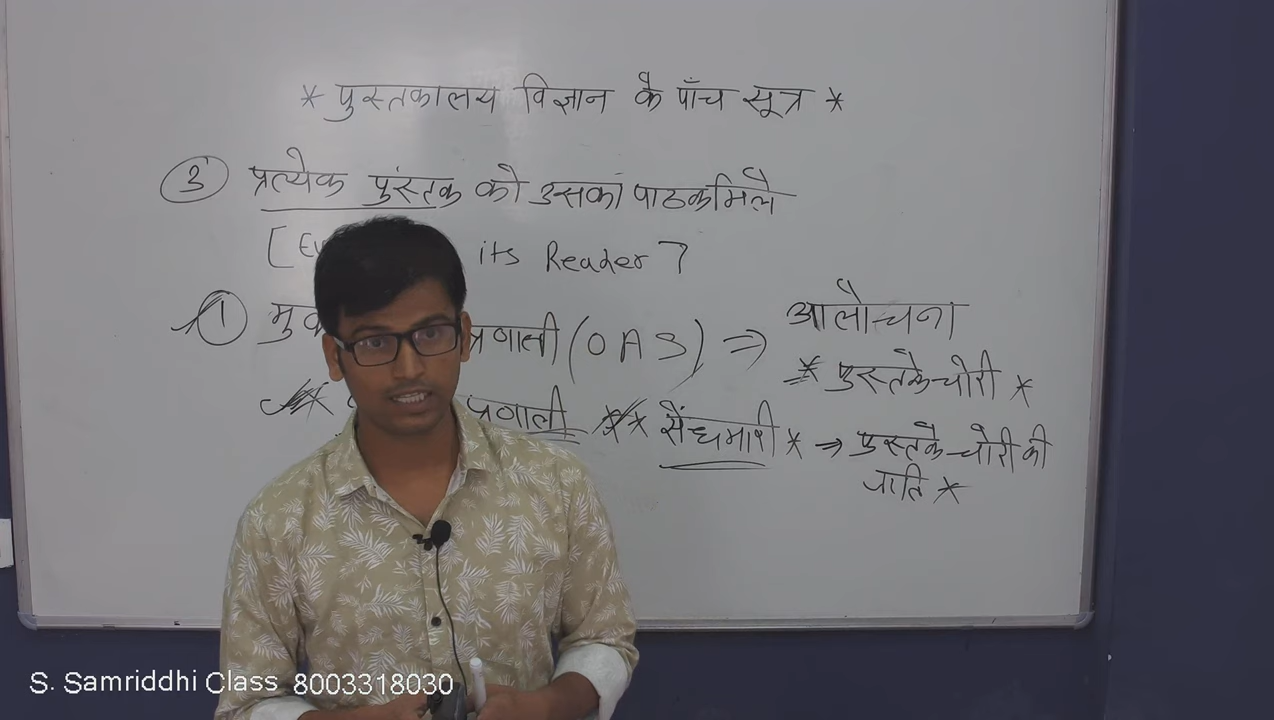 * पुस्तकालय विज्ञान के पाँच सूत्र *
3 प्रत्येक पुस्तक को उसका पाठक मिले
its Reader ]
1 प्रणाली (OAS) ⇒ आलोचना
* पुस्तके चोरी *
प्रणाली ** सैंधमारी * ⇒ पुस्तके चोरी की
*
S. Samriddhi Class 8003318030